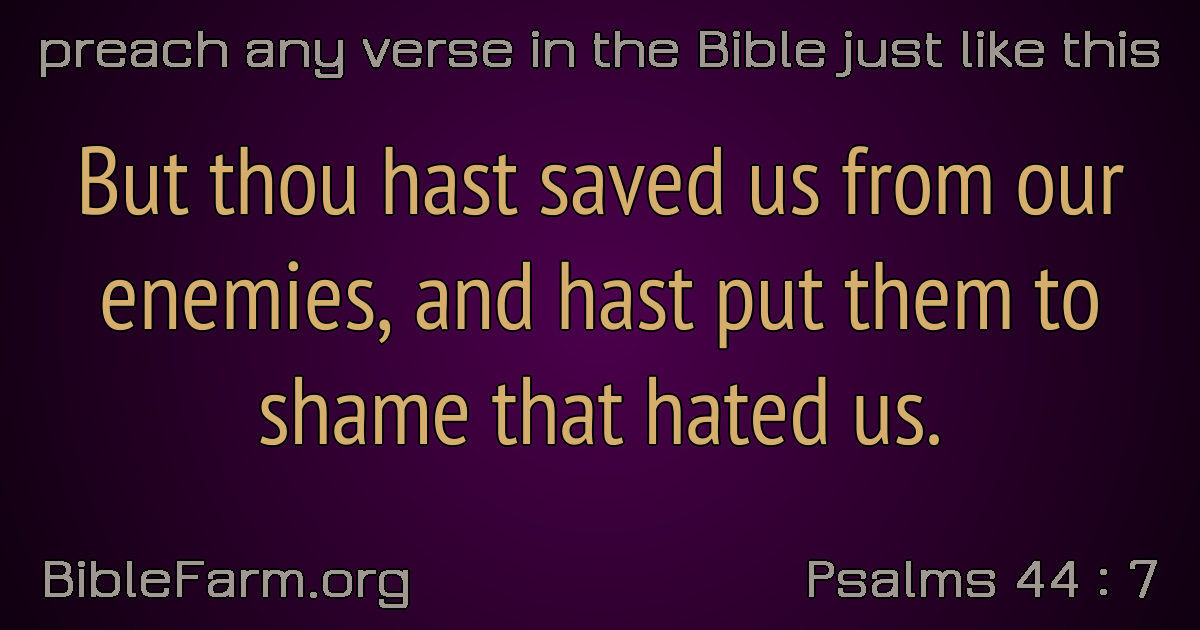 preach any verse in the Bible just like this
But thou hast saved us from our
enemies, and hast put them to
shame that hated us.
BibleFarm.org
Psalms 44 : 7